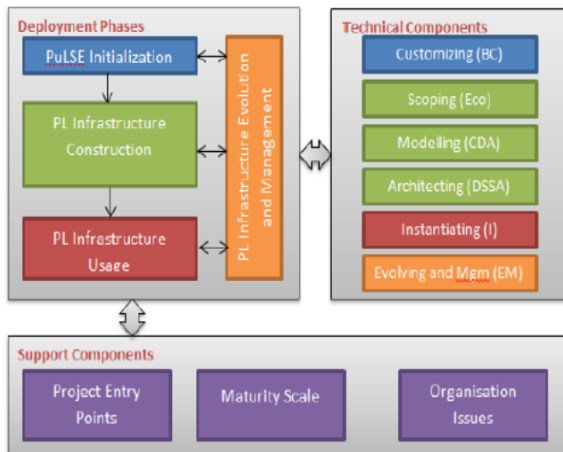 Deployment Phases
PuLSE Initialization
PL Infrastructure
Construction
PL Infrastructure
Usage
PL Infrastructure Evolution
and Management
Technical Components
Customizing (BC)
Scoping (Eco)
Modelling (CDA)
Architecting (DSSA)
Instantiating (I)
Evolving and Mgm (EM)
Support Components
Project Entry
Points
Maturity Scale
Organisation
Issues